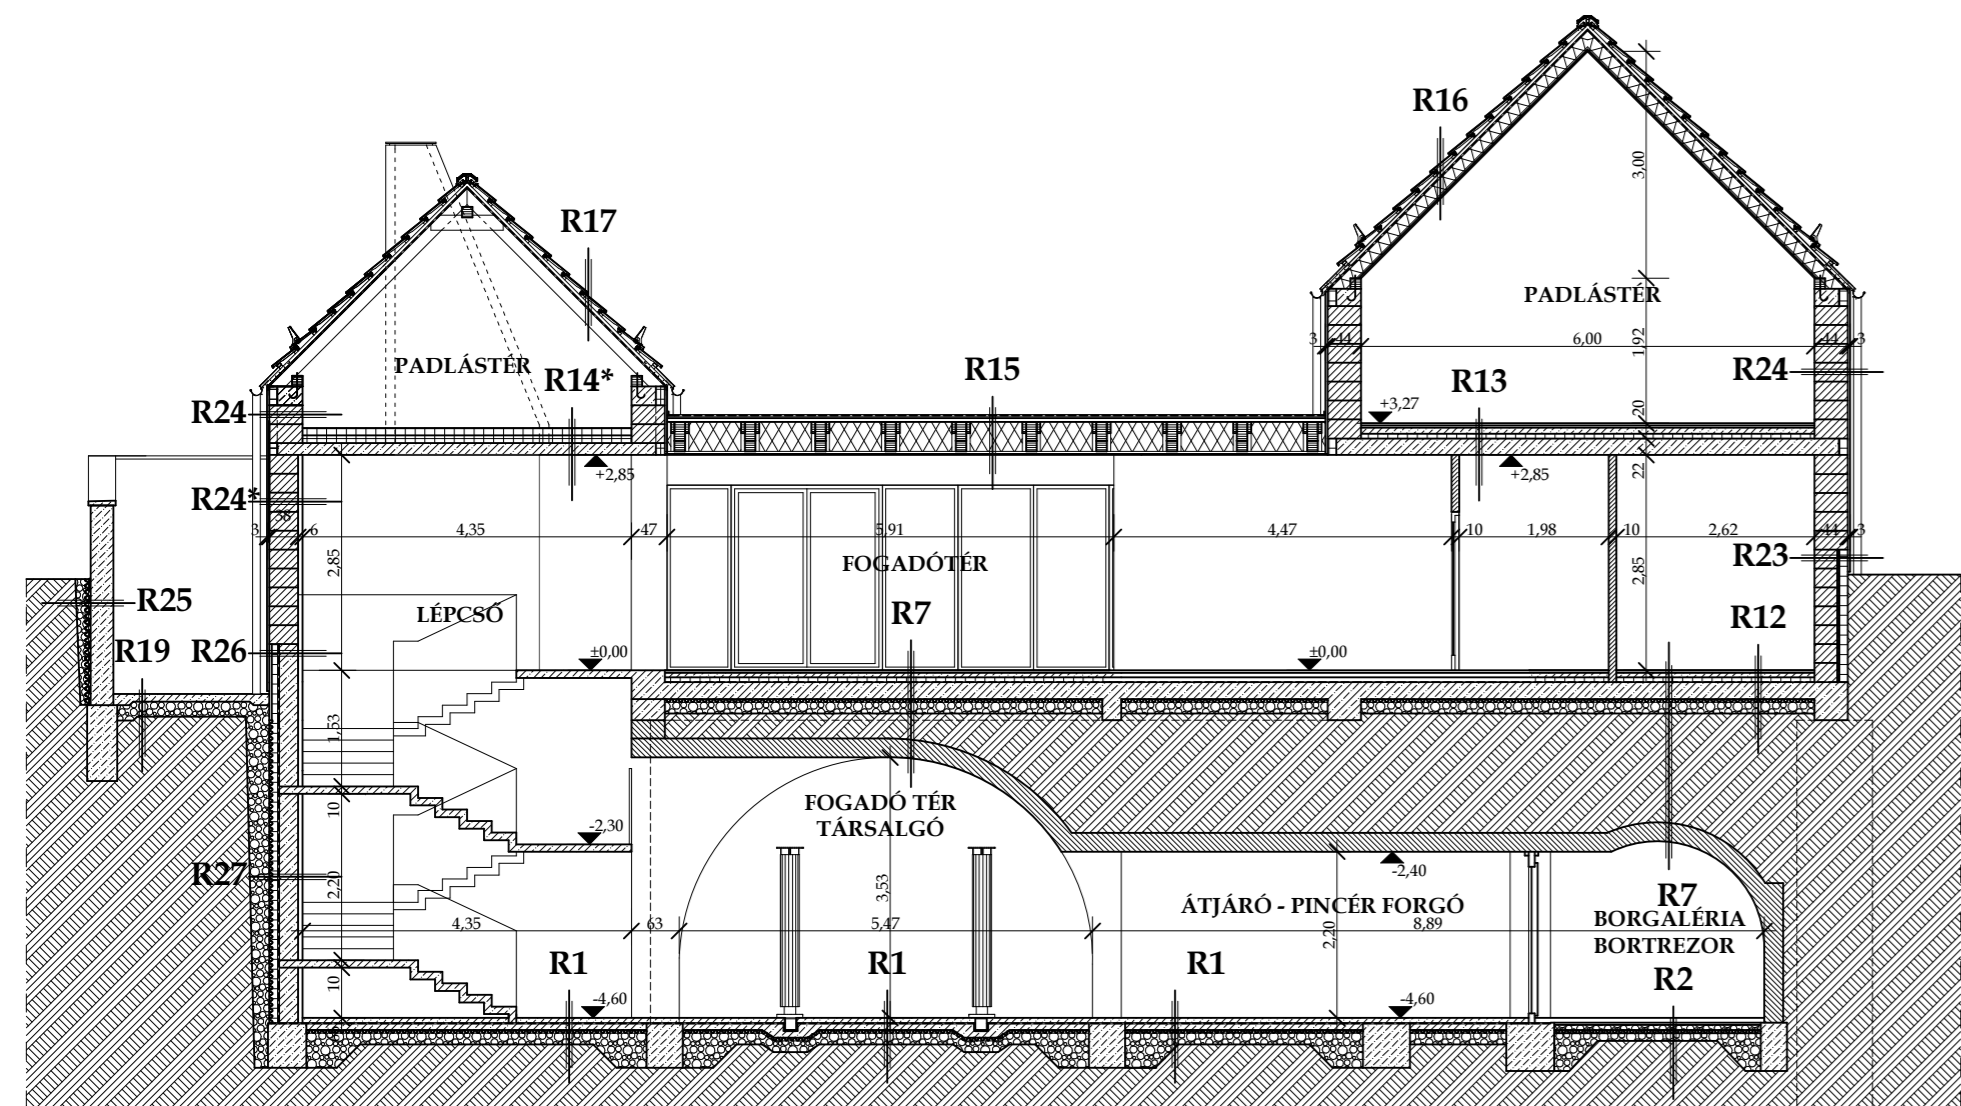 R16
3,00
R17
PADLÁSTÉR
3 44 6,00 1,92 44 3
PADLÁSTÉR
R14*
R15
R13
R24
R24
+3,27
20
+2,85
+2,85
22
R24*
3 38 6 4,35 47 5,91 4,47 10 1,98 10 2,62 44 3
2,85
FOGADÓTÉR
2,85
R23
R25
LÉPCSŐ
R7
R12
R19
R26
±0,00
±0,00
1,53
10
FOGADÓ TÉR
TÁRSALGÓ
-2,30
-2,40
R27
2,20
3,53
ÁTJÁRÓ - PINCÉR FORGÓ
R7
4,35 63 5,47 2,20 8,89
BORGALÉRIA
BORTREZOR
R1
R1
R1
R2
10
-4,60
-4,60